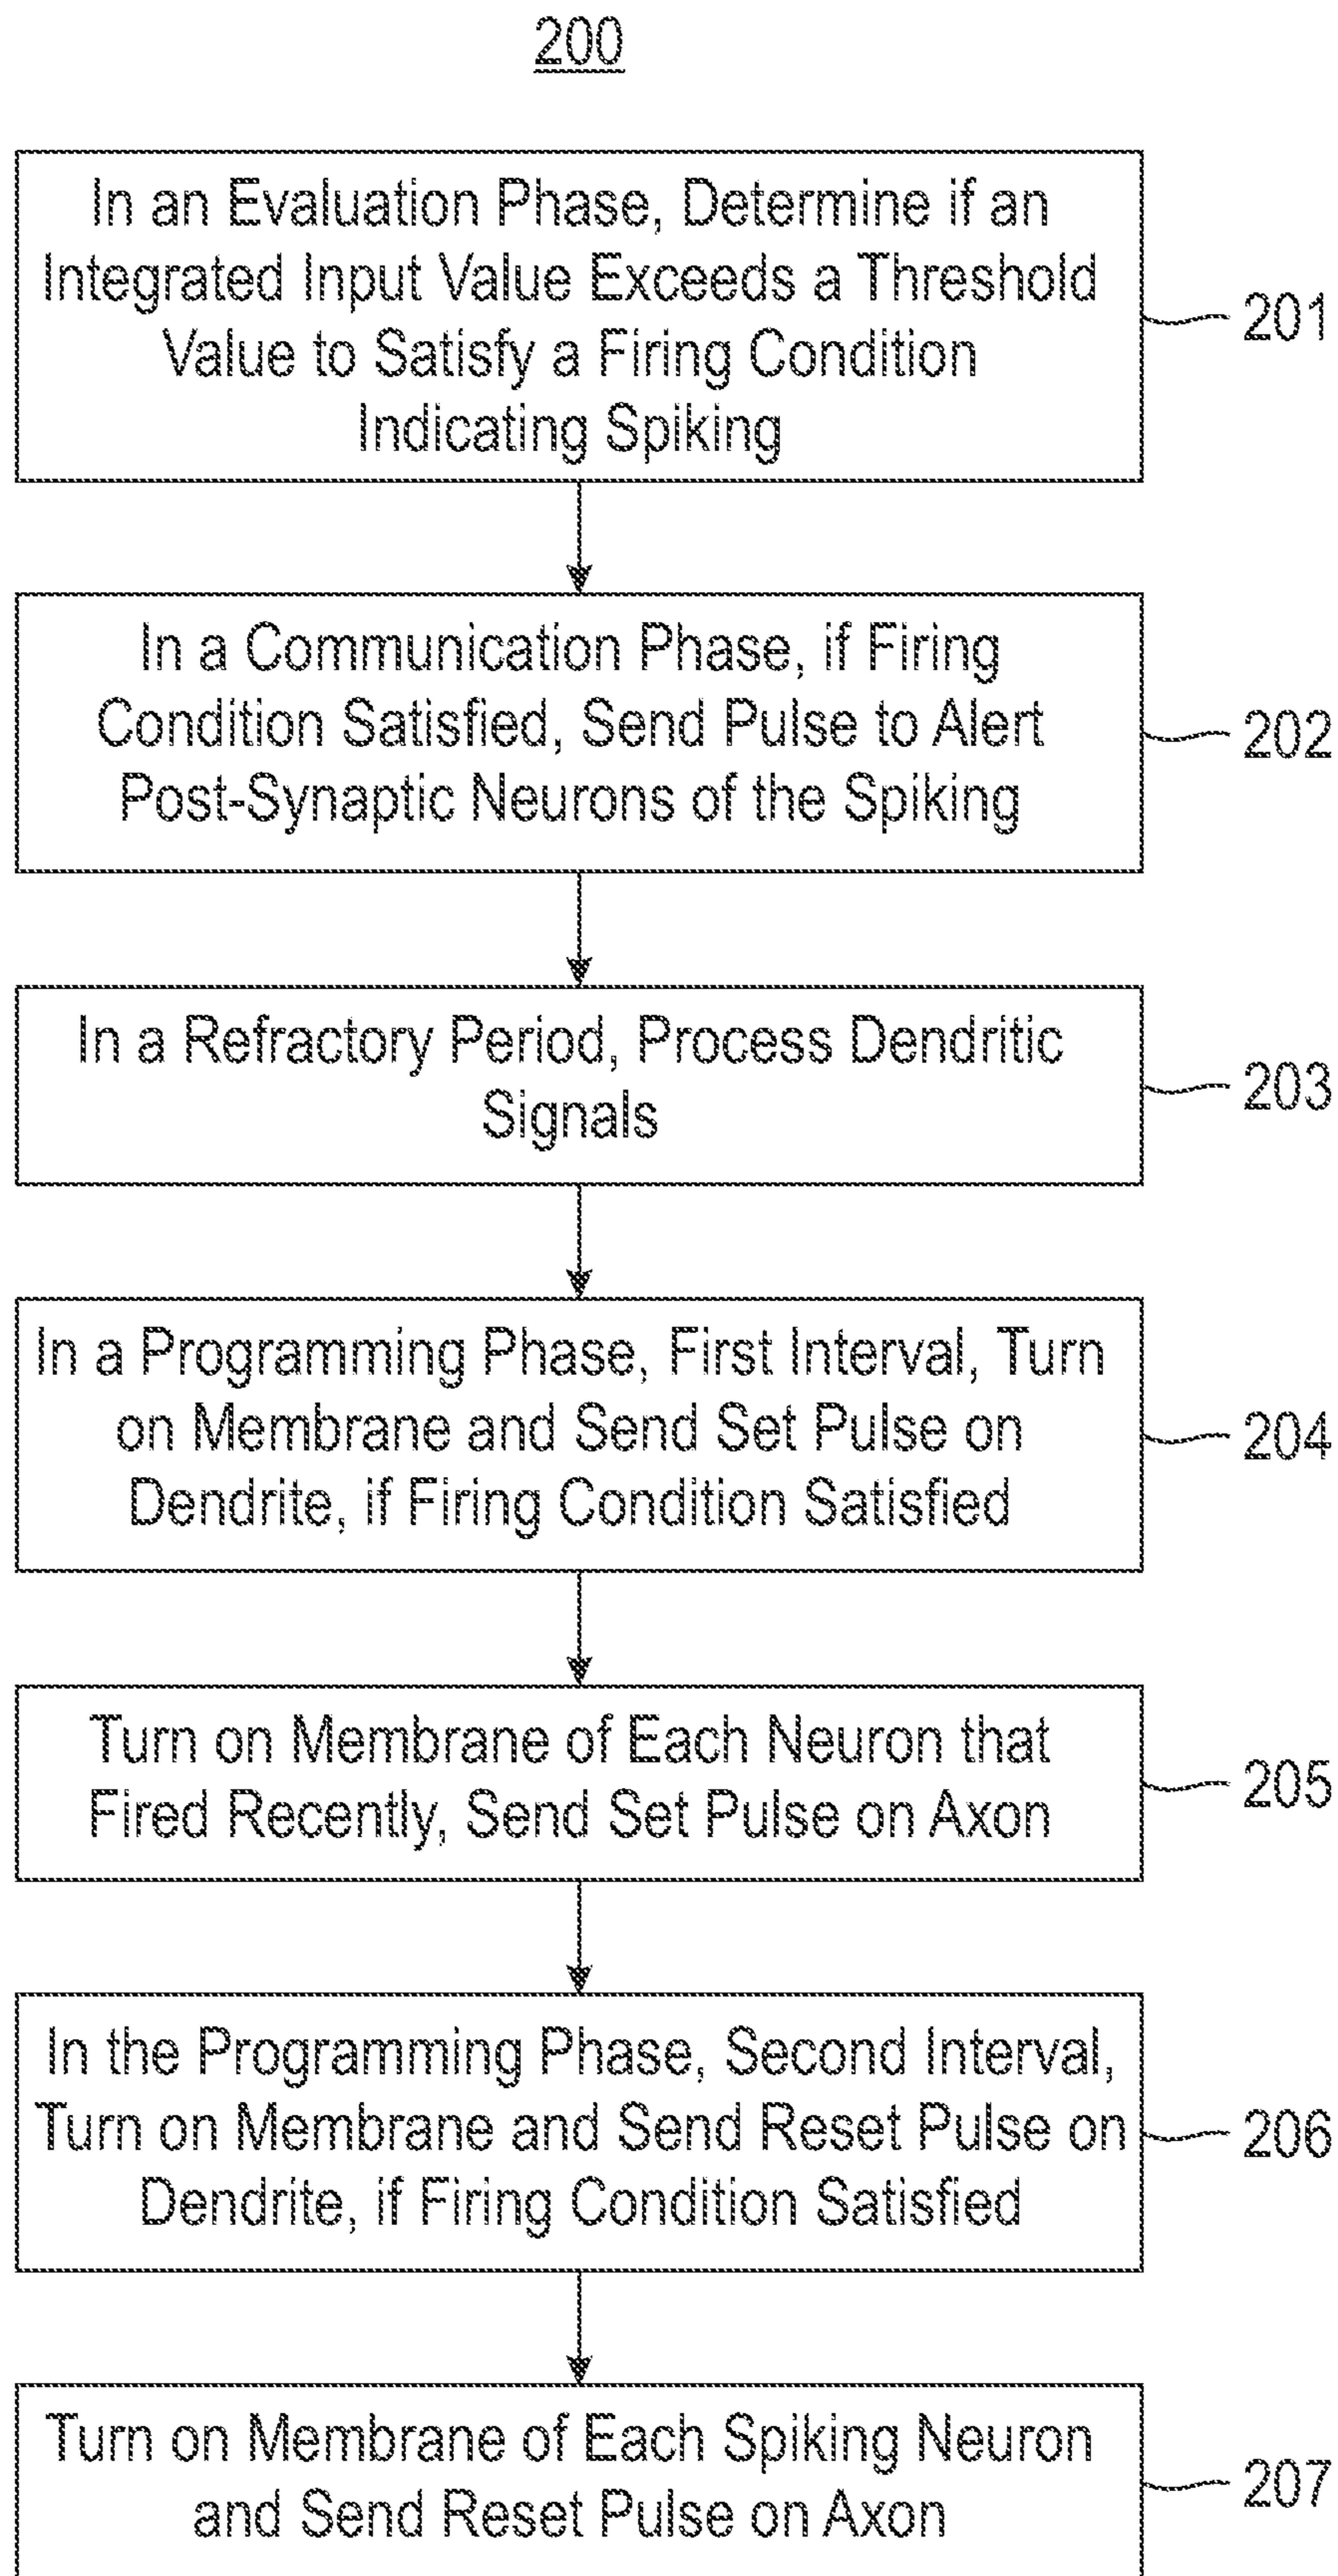 200
In an Evaluation Phase, Determine if an
Integrated Input Value Exceeds a Threshold
Value to Satisfy a Firing Condition
Indicating Spiking
201
In a Communication Phase, if Firing
Condition Satisfied, Send Pulse to Alert
Post-Synaptic Neurons of the Spiking
202
In a Refractory Period, Process Dendritic
Signals
203
In a Programming Phase, First Interval, Turn
on Membrane and Send Set Pulse on
Dendrite, if Firing Condition Satisfied
204
Turn on Membrane of Each Neuron that
Fired Recently, Send Set Pulse on Axon
205
In the Programming Phase, Second Interval,
Turn on Membrane and Send Reset Pulse on
Dendrite, if Firing Condition Satisfied
206
Turn on Membrane of Each Spiking Neuron
and Send Reset Pulse on Axon
207